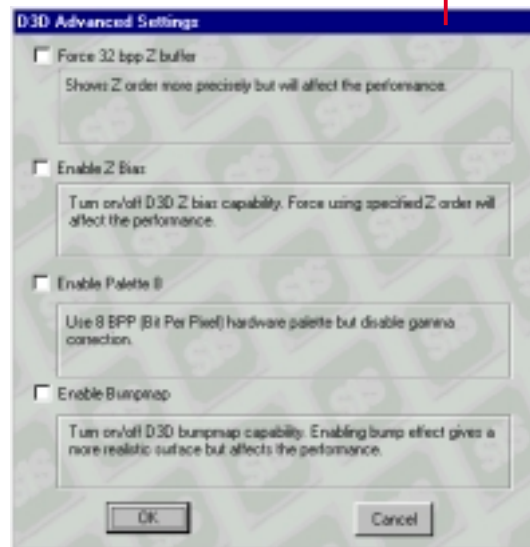 D3D Advanced Settings
Force 32 bpp Z buffer
Shows Z order more precisely but will affect the performance.
Enable Z Bias
Turn on/off D3D Z bias capability. Force using specified Z order will
affect the performance.
Enable Palette 8
Use 8 BPP (Bit Per Pixel) hardware palette but disable gamma
correction.
Enable Bumpmap
Turn on/off D3D bumpmap capability. Enabling bump effect gives a
more realistic surface but affects the performance.
OK
Cancel